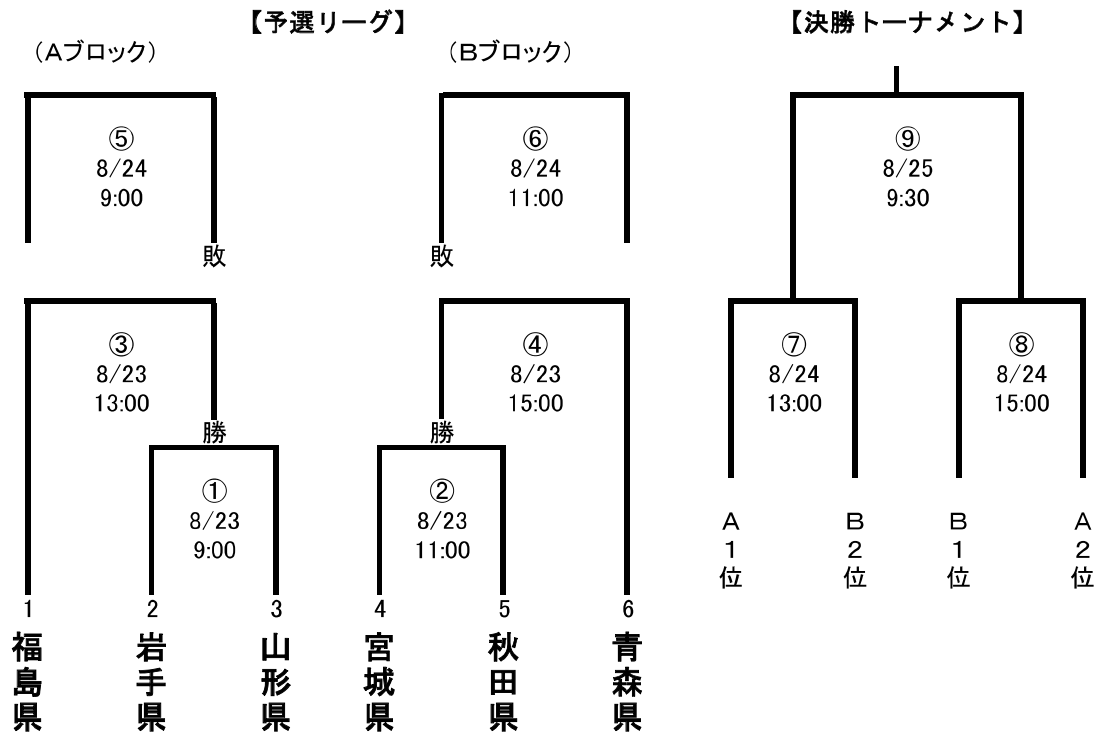 【予選リーグ】
【決勝トーナメント】
（Aブロック）
（Bブロック）
⑤
8/24
9:00
敗
⑥
8/24
11:00
敗
⑨
8/25
9:30
③
8/23
13:00
勝
④
8/23
15:00
勝
⑦
8/24
13:00
⑧
8/24
15:00
①
8/23
9:00
②
8/23
11:00
A1位
B2位
B1位
A2位
1
福島県
2
岩手県
3
山形県
4
宮城県
5
秋田県
6
青森県